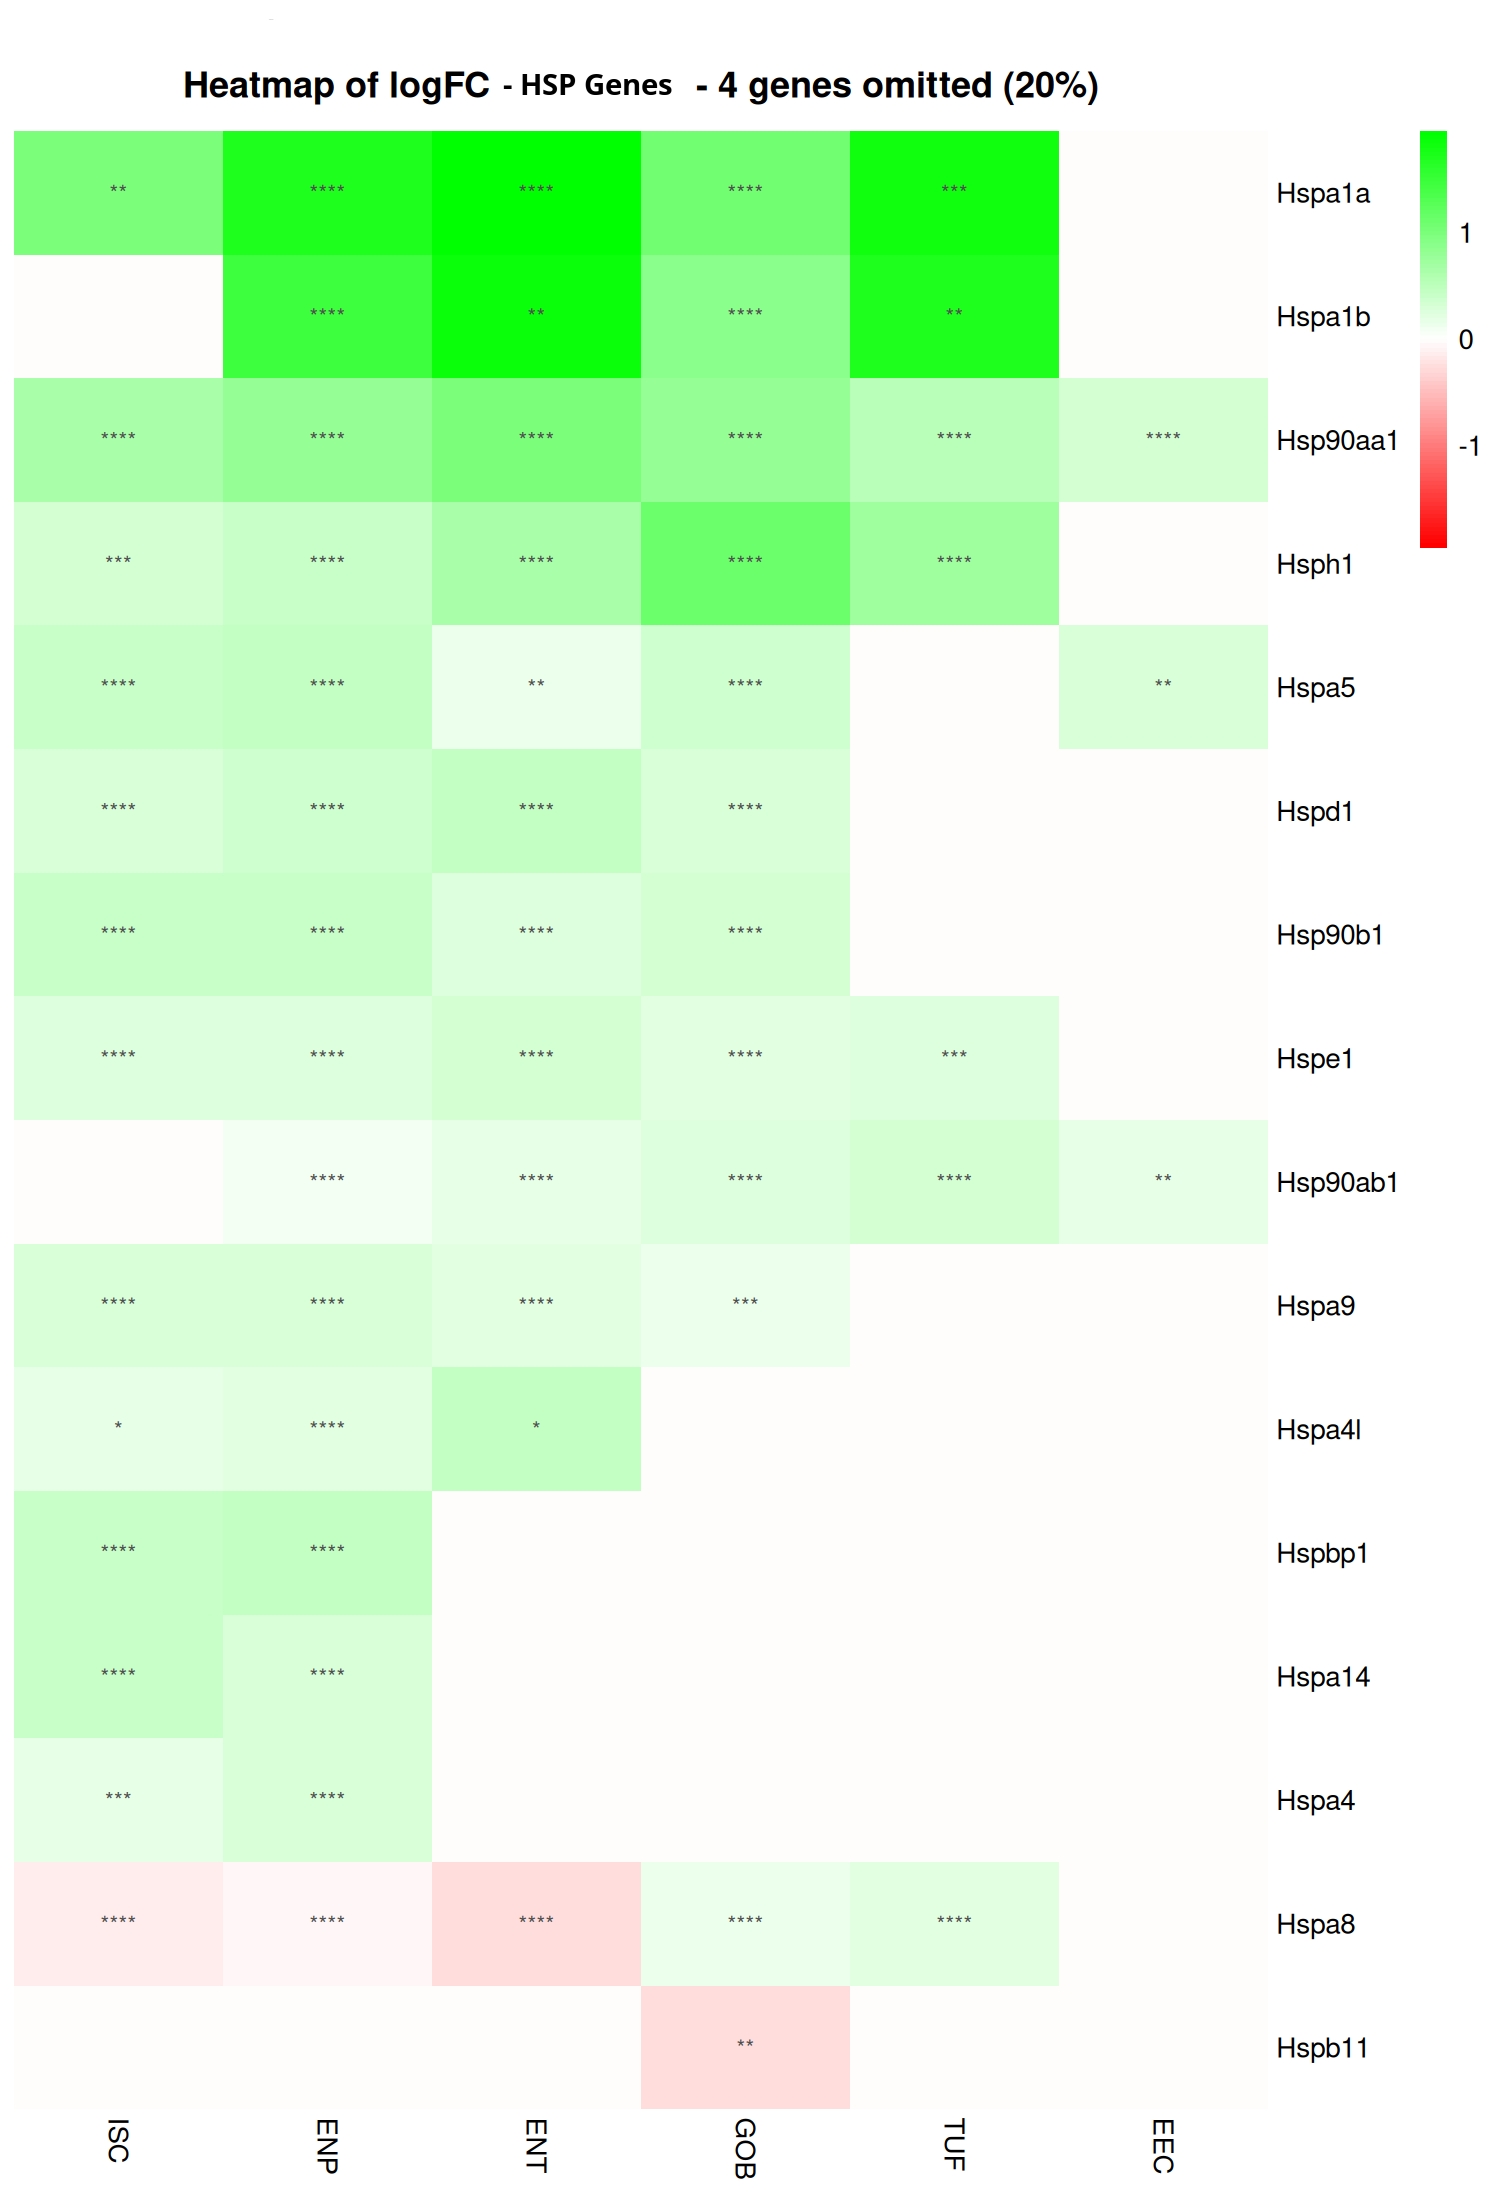 Heatmap of logFC - HSP Genes - 4 genes omitted (20%)
** **** **** **** *** Hspa1a
**** ** **** ** Hspa1b
**** **** **** **** **** **** Hsp90aa1
*** **** **** **** **** Hsph1
**** **** ** **** ** Hspa5
**** **** **** **** Hspd1
**** **** **** **** Hsp90b1
**** **** **** **** *** Hspe1
**** **** **** **** ** Hsp90ab1
**** **** **** *** Hspa9
* **** * Hspa4l
**** **** Hspbp1
**** **** Hspa14
*** **** Hspa4
**** **** **** **** **** Hspa8
** Hspb11
ISC ENP ENT GOB TUF EEC
1
0
-1